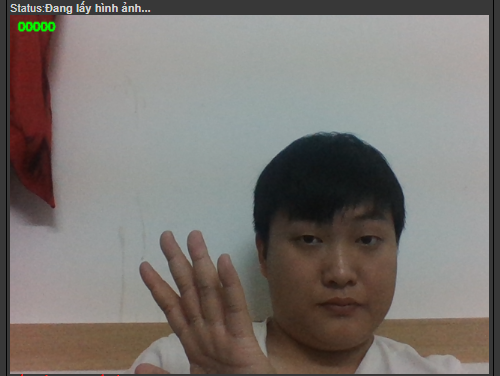 Status:Đang lấy hình ảnh...
00000